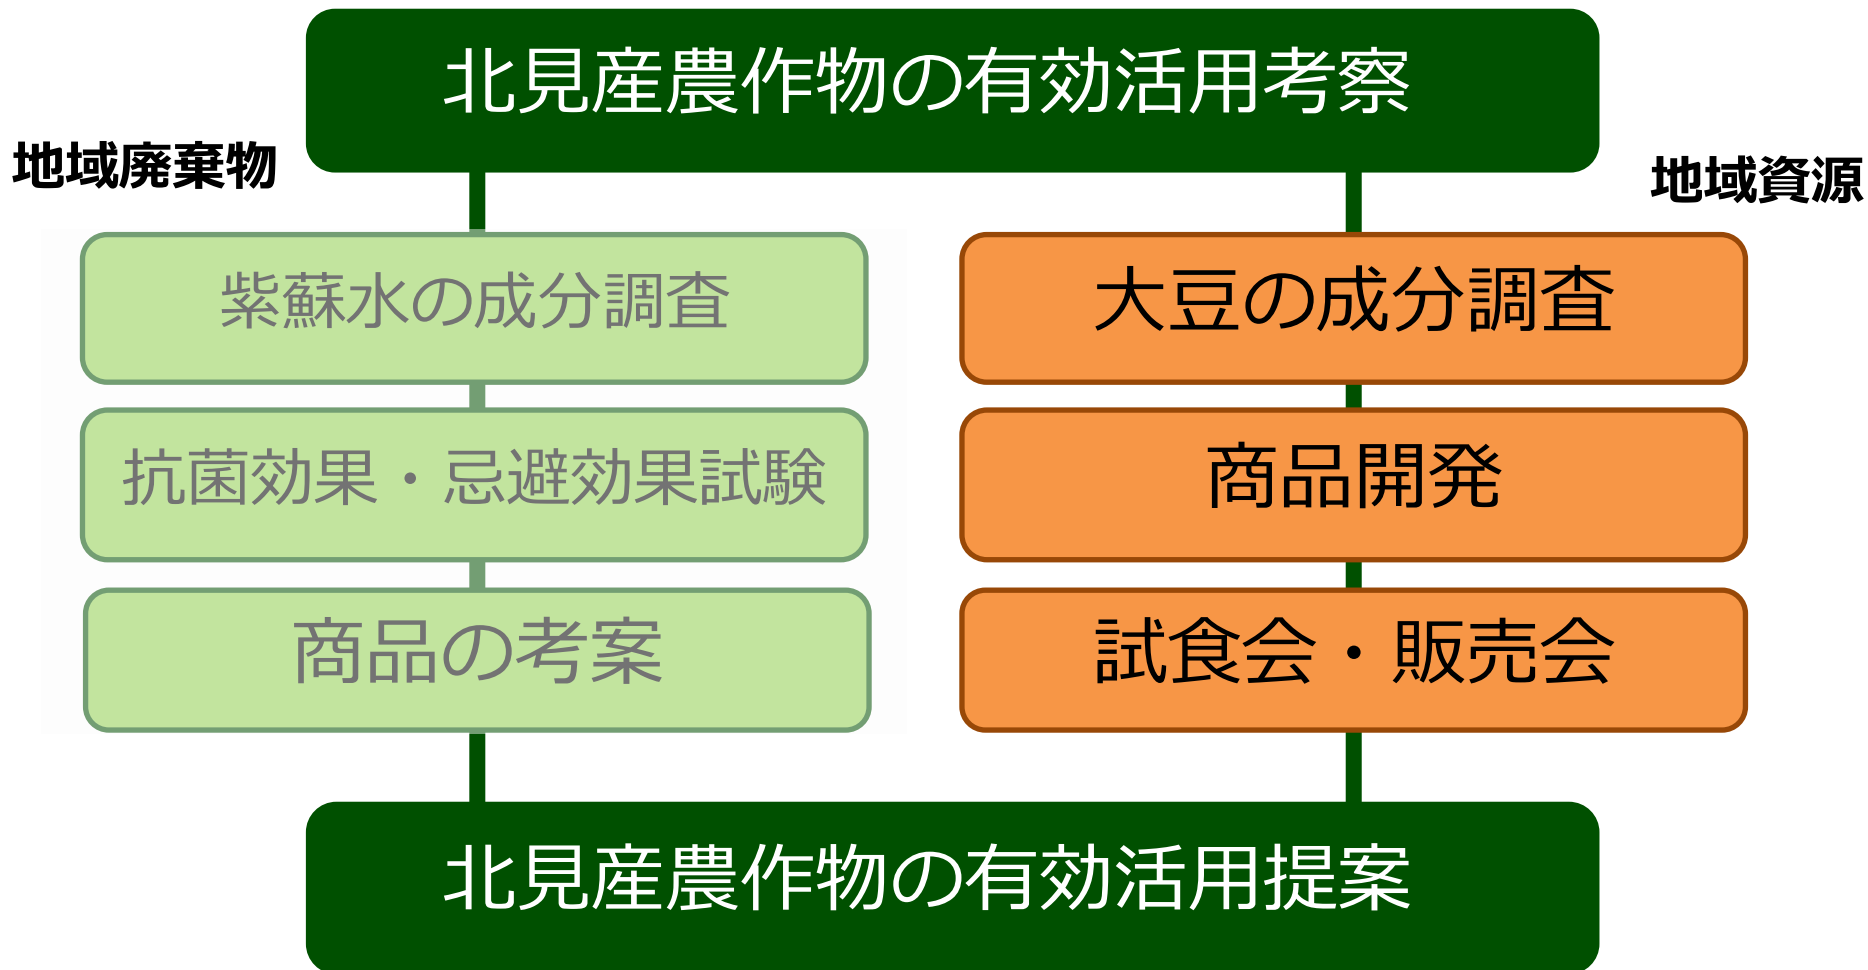 北見産農作物の有効活用考察
地域廃棄物
地域資源
紫蘇水の成分調査
抗菌効果・忌避効果試験
商品の考案
大豆の成分調査
商品開発
試食会・販売会
北見産農作物の有効活用提案